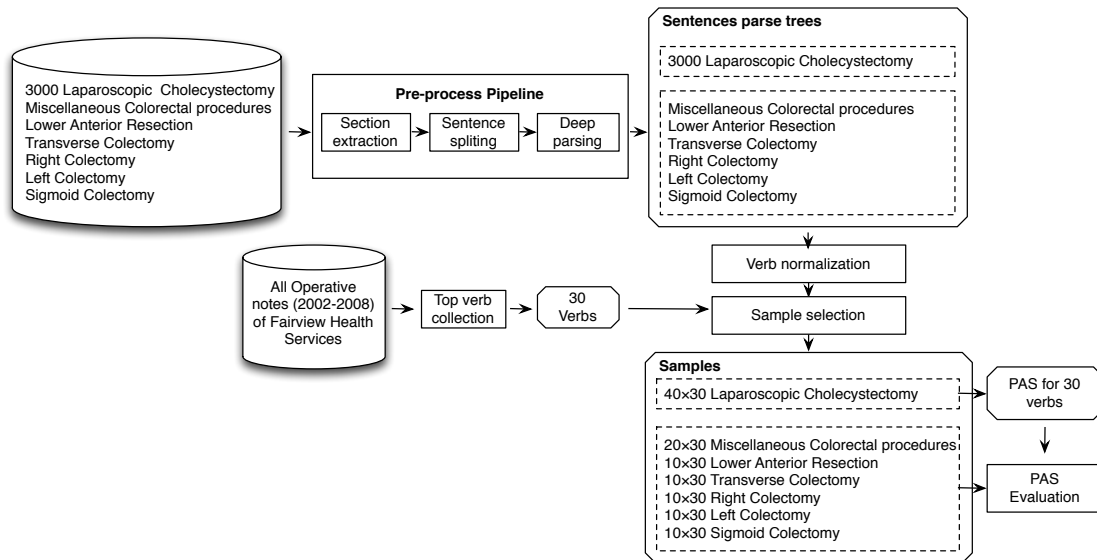 Sentences parse trees
3000 Laparoscopic Cholecystectomy
Miscellaneous Colorectal procedures
Lower Anterior Resection
Transverse Colectomy
Right Colectomy
Left Colectomy
Sigmoid Colectomy
Pre-process Pipeline
Section
extraction
Sentence
spliting
Deep
parsing
3000 Laparoscopic Cholecystectomy
Miscellaneous Colorectal procedures
Lower Anterior Resection
Transverse Colectomy
Right Colectomy
Left Colectomy
Sigmoid Colectomy
Verb normalization
All Operative
notes (2002-2008)
of Fairview Health
Services
Top verb
collection
30
Verbs
Sample selection
Samples
40×30 Laparoscopic Cholecystectomy
20×30 Miscellaneous Colorectal procedures
10×30 Lower Anterior Resection
10×30 Transverse Colectomy
10×30 Right Colectomy
10×30 Left Colectomy
10×30 Sigmoid Colectomy
PAS for 30
verbs
PAS
Evaluation